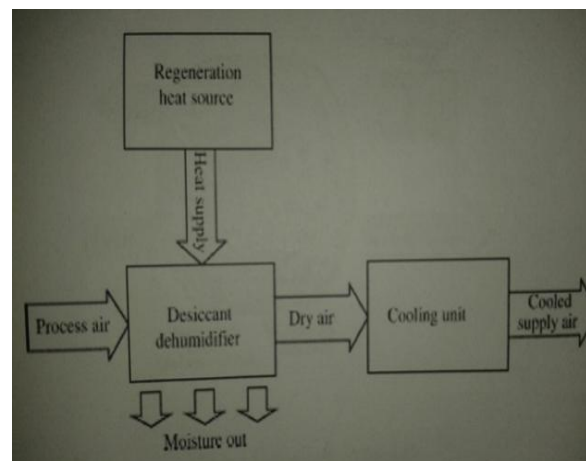 Regeneration
heat source
Heat supply
Process air
Desiccant
dehumidifier
Dry air
Cooling unit
Cooled
supply air
Moisture out